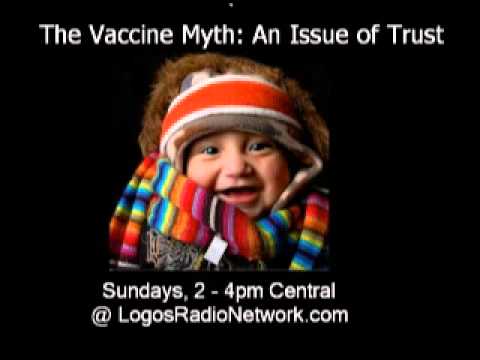 The Vaccine Myth: An Issue of Trust
Sundays, 2 - 4pm Central
@ LogosRadioNetwork.com